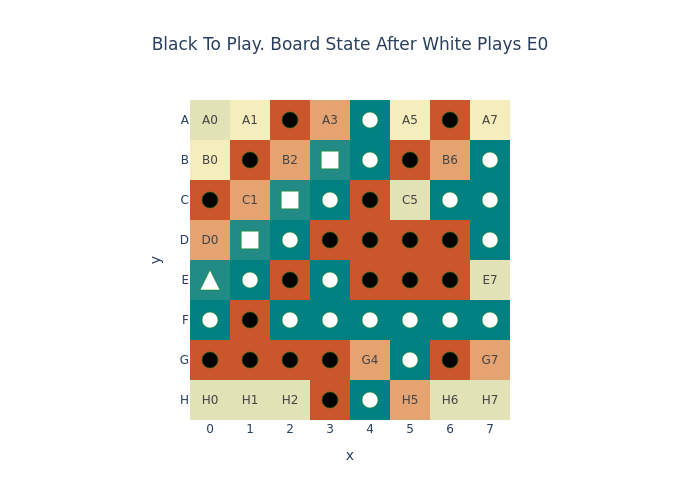 Black To Play. Board State After White Plays E0
A A0 A1 A3 A5 A7
B B0 B2 B6
C C1 C5
D D0
E E7
F
G G4 G7
H H0 H1 H2 H5 H6 H7
0 1 2 3 4 5 6 7
x
y